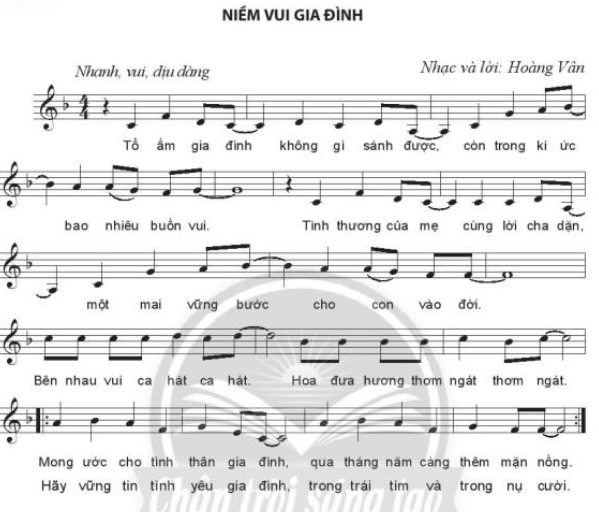 NIỀM VUI GIA ĐÌNH
Nhanh, vui, dịu dàng
Nhạc và lời: Hoàng Vân
Tổ ấm gia đình không gì sánh được, còn trong kí ức
bao nhiêu buồn vui. Tình thương của mẹ cùng lời cha dặn,
một mai vững bước cho con vào đời.
Bên nhau vui ca hát ca hát. Hoa đưa hương thơm ngát thơm ngát.
Mong ước cho tình thân gia đình, qua tháng năm càng thêm mặn nồng.
Hãy vững tin tình yêu gia đình, trong trái tim và trong nụ cười.
Chân trời sáng tạo